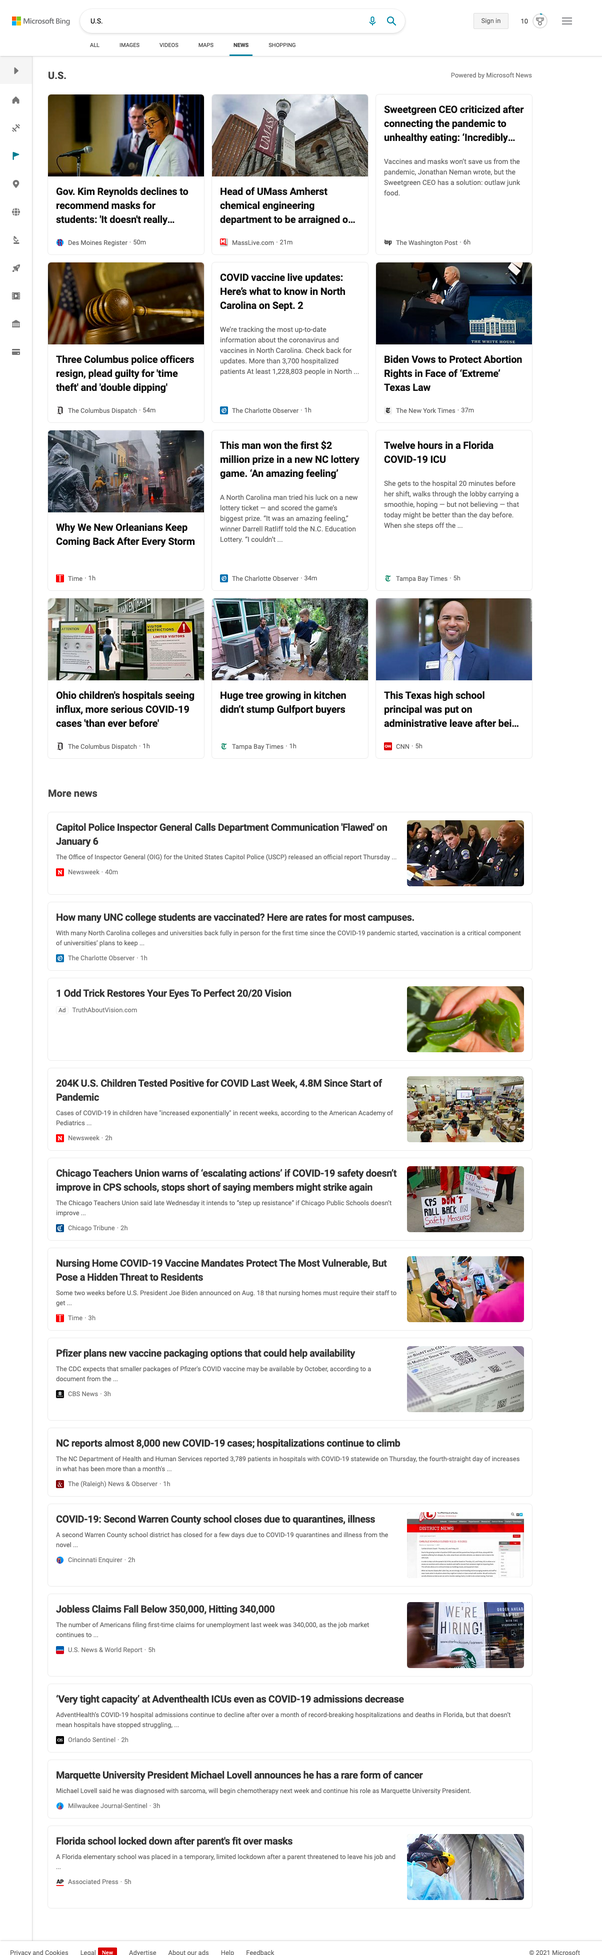 Microsoft Bing
U.S.
Sign in
10
ALL IMAGES VIDEOS MAPS NEWS SHOPPING
U.S.
Powered by Microsoft News
Gov. Kim Reynolds declines to
recommend masks for
students: 'It doesn't really...
Des Moines Register · 50m
UMASS
Head of UMass Amherst
chemical engineering
department to be arraigned o...
MassLive.com · 21m
Sweetgreen CEO criticized after
connecting the pandemic to
unhealthy eating: 'Incredibly...
Vaccines and masks won't save us from the
pandemic, Jonathan Neman wrote, but the
Sweetgreen CEO has a solution: outlaw junk
food.
The Washington Post · 6h
Three Columbus police officers
resign, plead guilty for 'time
theft' and 'double dipping'
The Columbus Dispatch · 54m
COVID vaccine live updates:
Here's what to know in North
Carolina on Sept. 2
We're tracking the most up-to-date
information about the coronavirus and
vaccines in North Carolina. Check back for
updates. More than 3,700 hospitalized
patients At least 1,228,803 people in North ...
The Charlotte Observer · 1h
THE WHITE HOUSE
Biden Vows to Protect Abortion
Rights in Face of 'Extreme'
Texas Law
The New York Times · 37m
Why We New Orleanians Keep
Coming Back After Every Storm
Time · 1h
This man won the first $2
million prize in a new NC lottery
game. 'An amazing feeling'
A North Carolina man tried his luck on a new
lottery ticket — and scored the game's
biggest prize. "It was an amazing feeling,"
winner Darrell Ratliff told the N.C. Education
Lottery. "I couldn't ...
The Charlotte Observer · 34m
Twelve hours in a Florida
COVID-19 ICU
She gets to the hospital 20 minutes before
her shift, walks through the lobby carrying a
smoothie, hoping — but not believing — that
today might be better than the day before.
When she steps off the ...
Tampa Bay Times · 5h
Ohio children's hospitals seeing
influx, more serious COVID-19
cases 'than ever before'
The Columbus Dispatch · 1h
Huge tree growing in kitchen
didn't stump Gulfport buyers
Tampa Bay Times · 1h
This Texas high school
principal was put on
administrative leave after bei...
CNN · 5h
More news
Capitol Police Inspector General Calls Department Communication 'Flawed' on
January 6
The Office of Inspector General (OIG) for the United States Capitol Police (USCP) released an official report Thursday ...
Newsweek · 40m
How many UNC college students are vaccinated? Here are rates for most campuses.
With many North Carolina colleges and universities back fully in person for the first time since the COVID-19 pandemic started, vaccination is a critical component
of universities' plans to keep ...
The Charlotte Observer · 1h
1 Odd Trick Restores Your Eyes To Perfect 20/20 Vision
Ad TruthAboutVision.com
204K U.S. Children Tested Positive for COVID Last Week, 4.8M Since Start of
Pandemic
Cases of COVID-19 in children have "increased exponentially" in recent weeks, according to the American Academy of
Pediatrics ...
Newsweek · 2h
Chicago Teachers Union warns of 'escalating actions' if COVID-19 safety doesn't
improve in CPS schools, stops short of saying members might strike again
The Chicago Teachers Union said late Wednesday it intends to "step up resistance" if Chicago Public Schools doesn't
improve ...
Chicago Tribune · 2h
CPS DON'T
ROLL BACK
Safety Measures
Nursing Home COVID-19 Vaccine Mandates Protect The Most Vulnerable, But
Pose a Hidden Threat to Residents
Some two weeks before U.S. President Joe Biden announced on Aug. 18 that nursing homes must require their staff to
get ...
Time · 3h
Pfizer plans new vaccine packaging options that could help availability
The CDC expects that smaller packages of Pfizer's COVID vaccine may be available by October, according to a
document from the ...
CBS News · 3h
NC reports almost 8,000 new COVID-19 cases; hospitalizations continue to climb
The NC Department of Health and Human Services reported 3,789 patients in hospitals with COVID-19 statewide on Thursday, the fourth-straight day of increases
in what has been more than a month's ...
The (Raleigh) News & Observer · 1h
COVID-19: Second Warren County school closes due to quarantines, illness
A second Warren County school district has closed for a few days due to COVID-19 quarantines and illness from the
novel ...
Cincinnati Enquirer · 2h
DISTRICT NEWS
Jobless Claims Fall Below 350,000, Hitting 340,000
The number of Americans filing first-time claims for unemployment last week was 340,000, as the job market
continues to ...
U.S. News & World Report · 5h
WE'RE
HIRING!
'Very tight capacity' at Adventhealth ICUs even as COVID-19 admissions decrease
AdventHealth's COVID-19 hospital admissions continue to decline after over a month of record-breaking hospitalizations and deaths in Florida, but that doesn't
mean hospitals have stopped struggling, ...
Orlando Sentinel · 2h
Marquette University President Michael Lovell announces he has a rare form of cancer
Michael Lovell said he was diagnosed with sarcoma, will begin chemotherapy next week and continue his role as Marquette University President.
Milwaukee Journal-Sentinel · 3h
Florida school locked down after parent's fit over masks
A Florida elementary school was placed in a temporary, limited lockdown after a parent threatened to leave his job and
...
Associated Press · 5h
Privacy and Cookies Legal New Advertise About our ads Help Feedback © 2021 Microsoft